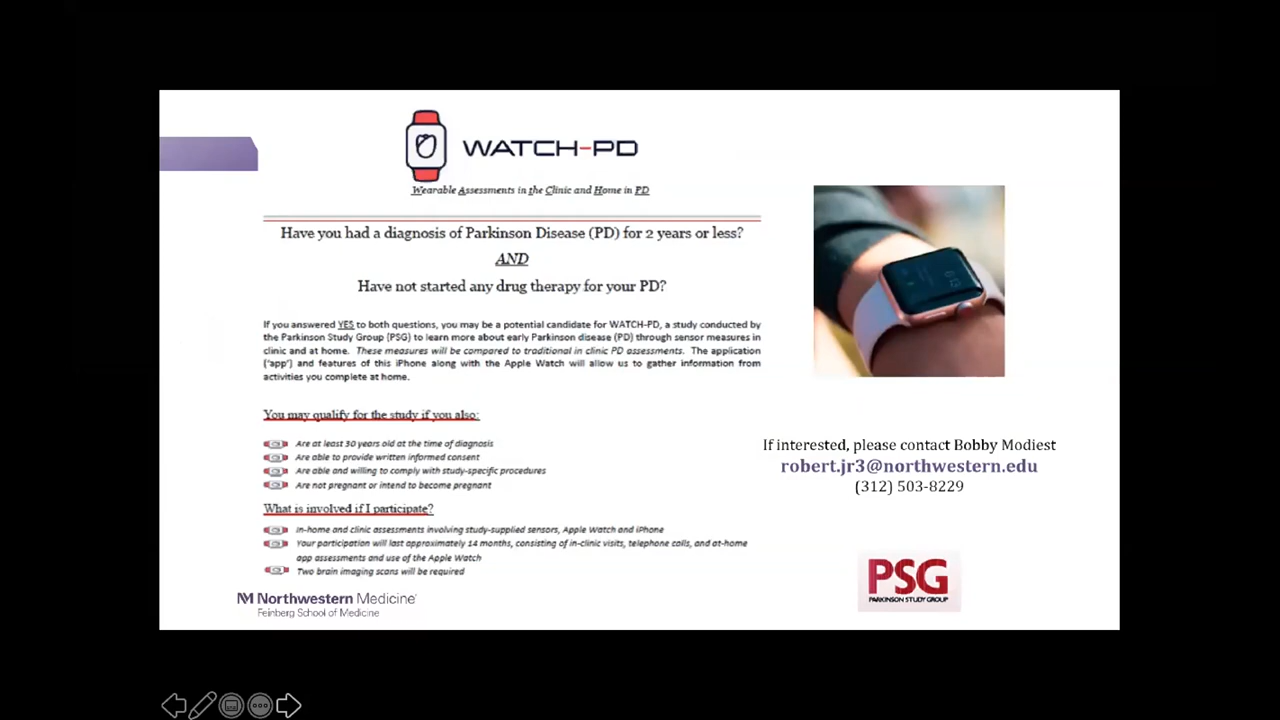 WATCH-PD
Wearable Assessments in the Clinic and Home in PD
Have you had a diagnosis of Parkinson Disease (PD) for 2 years or less?
AND
Have not started any drug therapy for your PD?
If you answered YES to both questions, you may be a potential candidate for WATCH-PD, a study conducted by
the Parkinson Study Group (PSG) to learn more about early Parkinson disease (PD) through sensor measures in
clinic and at home. These measures will be compared to traditional in clinic PD assessments. The application
('app') and features of this iPhone along with the Apple Watch will allow us to gather information from
activities you complete at home.
You may qualify for the study if you also:
Are at least 30 years old at the time of diagnosis
Are able to provide written informed consent
Are able and willing to comply with study-specific procedures
Are not pregnant or intend to become pregnant
What is involved if I participate?
In-home and clinic assessments involving study-supplied sensors, Apple Watch and iPhone
Your participation will last approximately 14 months, consisting of in-clinic visits, telephone calls, and at-home
app assessments and use of the Apple Watch
Two brain imaging scans will be required
Northwestern Medicine
Feinberg School of Medicine
If interested, please contact Bobby Modiest
robert.jr3@northwestern.edu
(312) 503-8229
PSG
PARKINSON STUDY GROUP